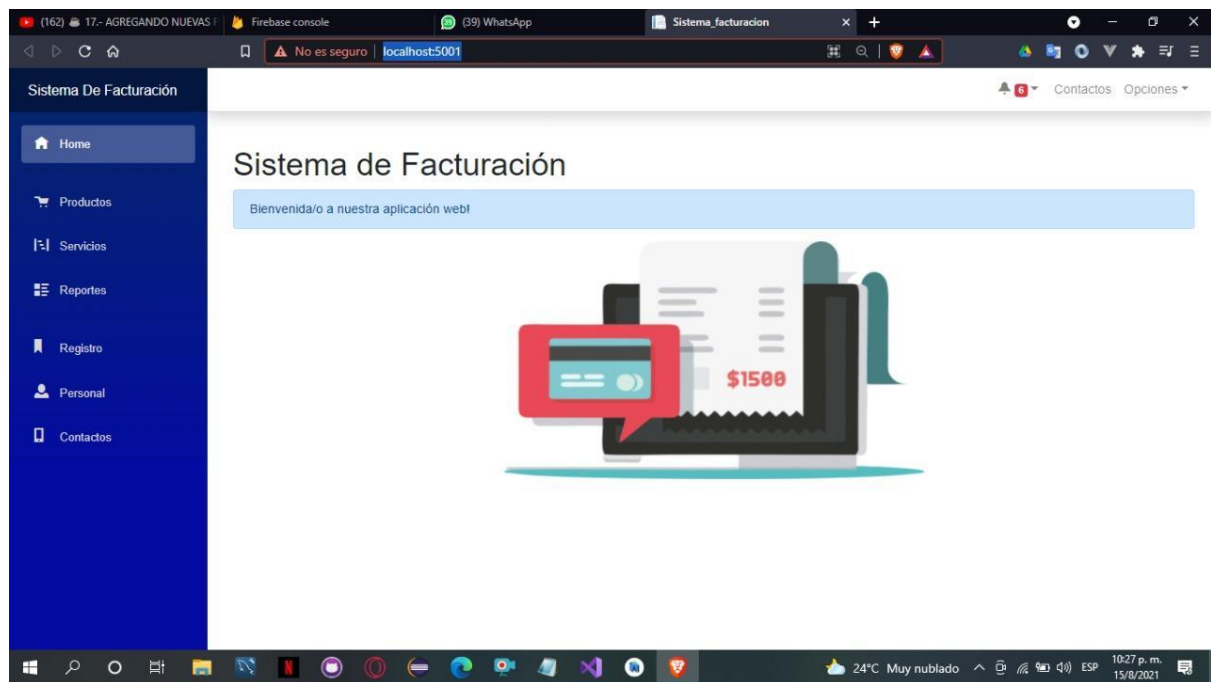 (162) 17.- AGREGANDO NUEVAS F
Firebase console
(39) WhatsApp
Sistema_facturacion
No es seguro | localhost:5001
Sistema De Facturación
6
Contactos
Opciones
Home
Productos
Servicios
Reportes
Registro
Personal
Contactos
Sistema de Facturación
Bienvenida/o a nuestra aplicación web!
$1500
24°C Muy nublado
ESP
10:27 p. m.
15/8/2021